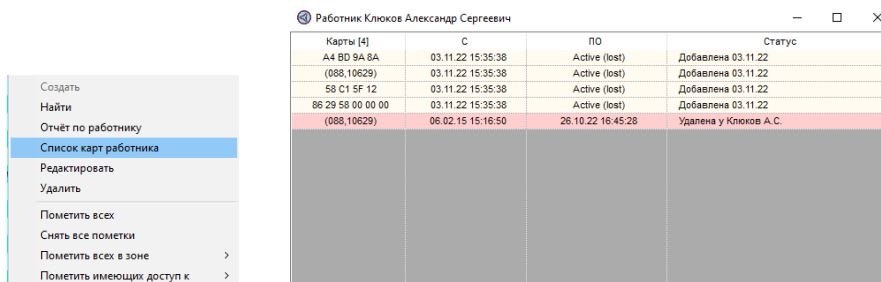 Создать
Найти
Отчёт по работнику
Список карт работника
Редактировать
Удалить
Пометить всех
Снять все пометки
Пометить всех в зоне
Пометить имеющих доступ к
Работник Клюков Александр Сергеевич
Карты [4] С ПО Статус
A4 BD 9A 8A 03.11.22 15:35:38 Active (lost) Добавлена 03.11.22
(088,10629) 03.11.22 15:35:38 Active (lost) Добавлена 03.11.22
58 C1 5F 12 03.11.22 15:35:38 Active (lost) Добавлена 03.11.22
86 29 58 00 00 00 03.11.22 15:35:38 Active (lost) Добавлена 03.11.22
(088,10629) 06.02.15 15:16:50 26.10.22 16:45:28 Удалена у Клюков А.С.